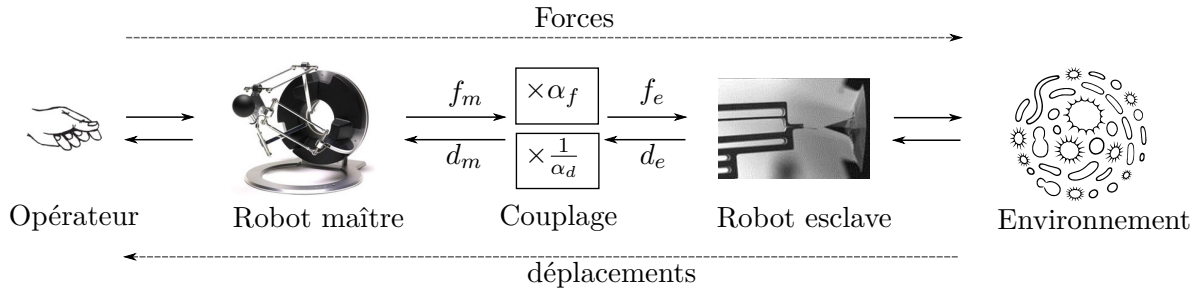 Forces
f_m
×α_f
f_e
d_m
×1/α_d
d_e
Opérateur
Robot maître
Couplage
Robot esclave
Environnement
déplacements